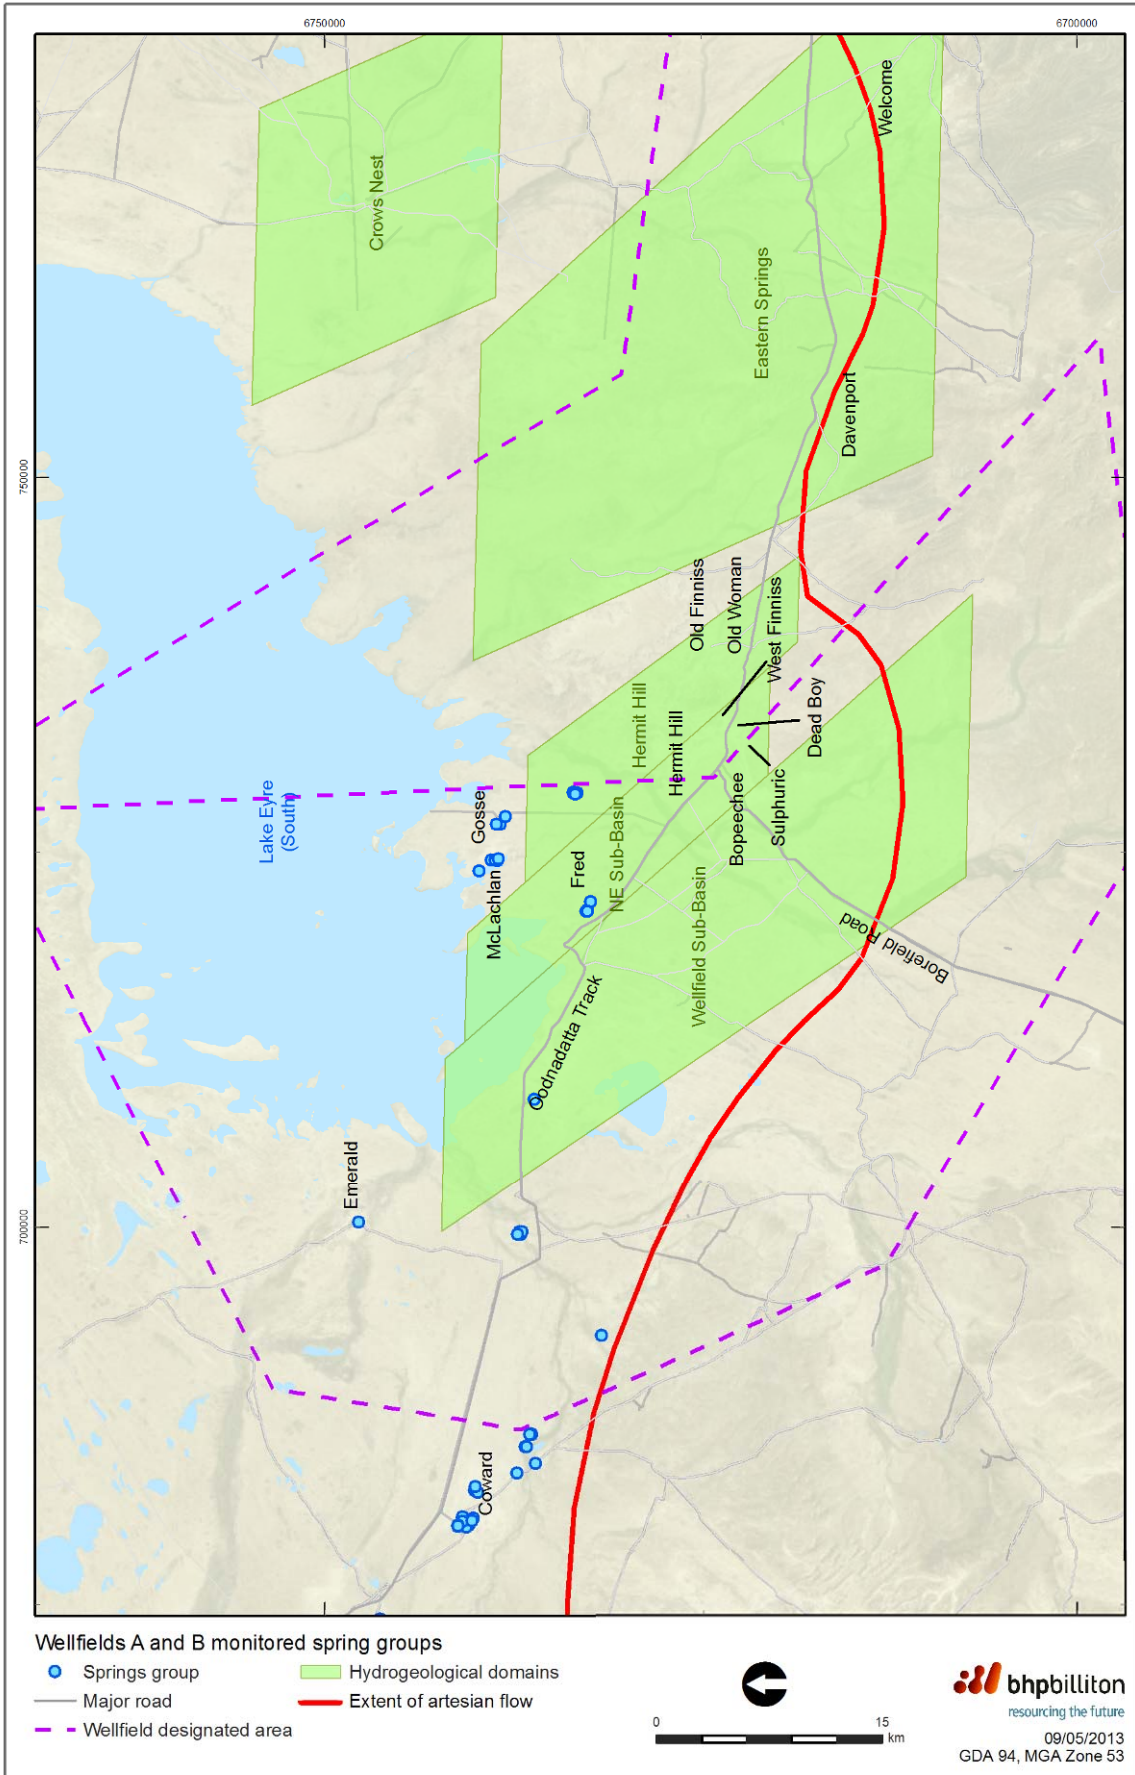 6750000
6700000
Welcome
Crows Nest
Eastern Springs
Davenport
750000
Old Finniss
Old Woman
West Finniss
Hermit Hill
Hermit Hill
Dead Boy
Lake Eyre
(South)
Gosse
Bopeechee
Sulphuric
NE Sub-Basin
Fred
McLachlan
Wellfield Sub-Basin
Borefield Road
Oodnadatta Track
Emerald
700000
Coward
Wellfields A and B monitored spring groups
Springs group
Hydrogeological domains
Major road
Extent of artesian flow
Wellfield designated area
0
15
km
bhpbilliton
resourcing the future
09/05/2013
GDA 94, MGA Zone 53